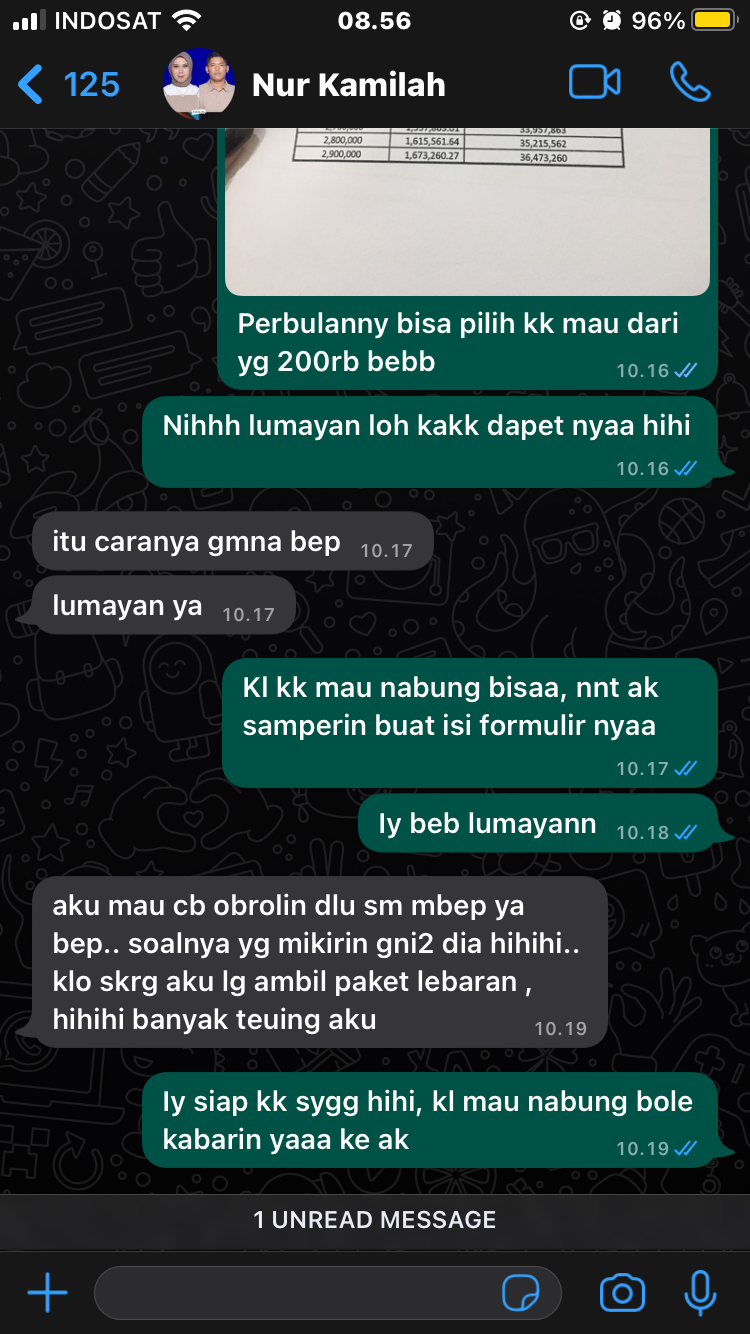 INDOSAT 08.56 96%
125 Nur Kamilah
2,800,000 1,615,561.64 35,215,562
2,900,000 1,673,260.27 36,473,260
Perbulanny bisa pilih kk mau dari
yg 200rb bebb 10.16
Nihhh lumayan loh kakk dapet nyaa hihi
10.16
itu caranya gmna bep 10.17
lumayan ya 10.17
Kl kk mau nabung bisaa, nnt ak
samperin buat isi formulir nyaa
10.17
Iy beb lumayann 10.18
aku mau cb obrolin dlu sm mbep ya
bep.. soalnya yg mikirin gni2 dia hihihi..
klo skrg aku lg ambil paket lebaran ,
hihihi banyak teuing aku 10.19
Iy siap kk sygg hihi, kl mau nabung bole
kabarin yaaa ke ak 10.19
1 UNREAD MESSAGE